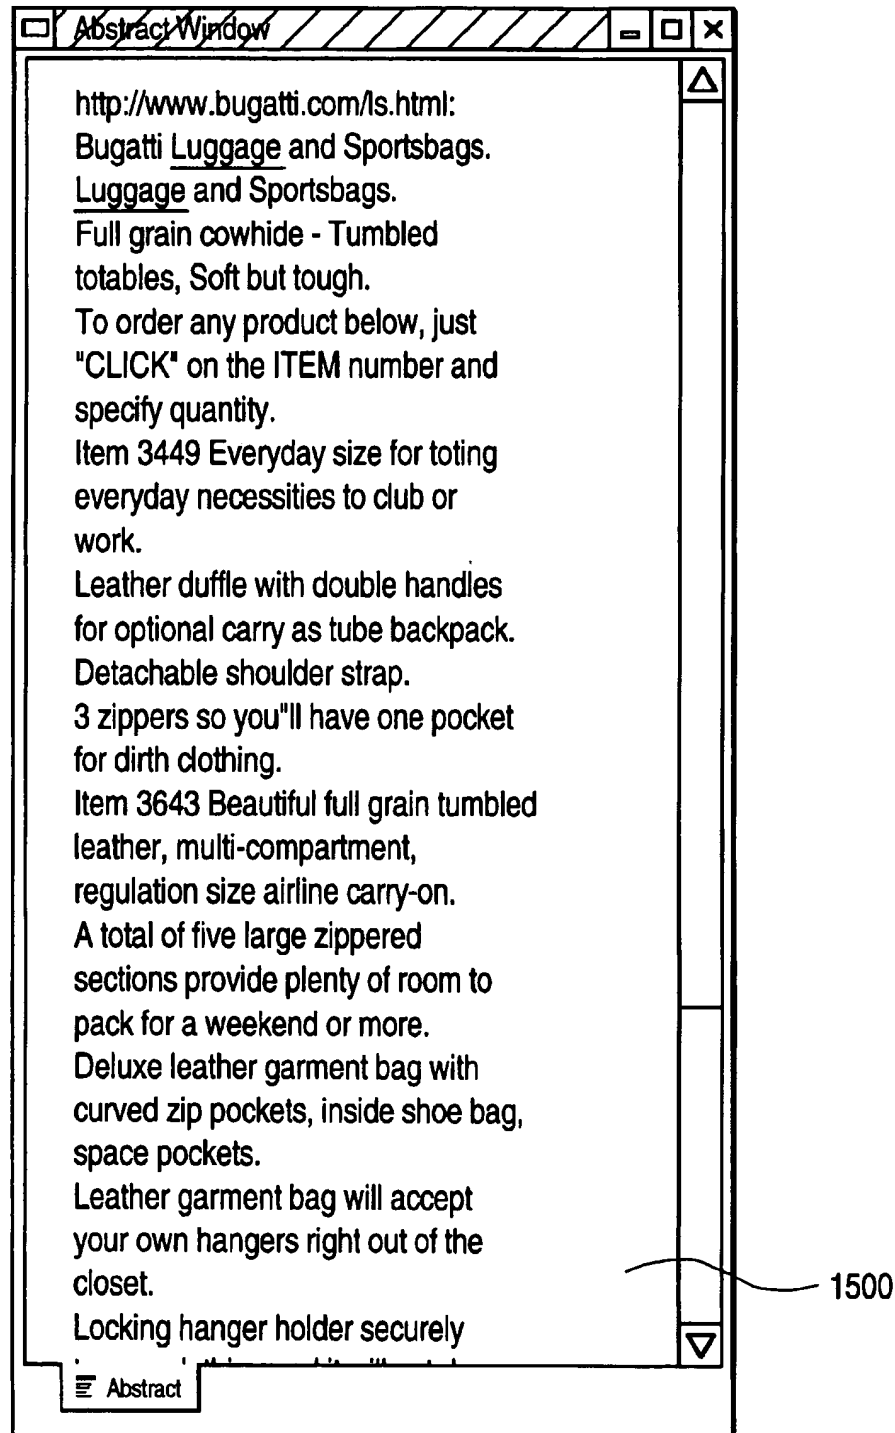 Abstract Window
http://www.bugatti.com/ls.html:
Bugatti Luggage and Sportsbags.
Luggage and Sportsbags.
Full grain cowhide - Tumbled
totables, Soft but tough.
To order any product below, just
"CLICK" on the ITEM number and
specify quantity.
Item 3449 Everyday size for toting
everyday necessities to club or
work.
Leather duffle with double handles
for optional carry as tube backpack.
Detachable shoulder strap.
3 zippers so you"ll have one pocket
for dirth clothing.
Item 3643 Beautiful full grain tumbled
leather, multi-compartment,
regulation size airline carry-on.
A total of five large zippered
sections provide plenty of room to
pack for a weekend or more.
Deluxe leather garment bag with
curved zip pockets, inside shoe bag,
space pockets.
Leather garment bag will accept
your own hangers right out of the
closet.
1500
Locking hanger holder securely
Abstract